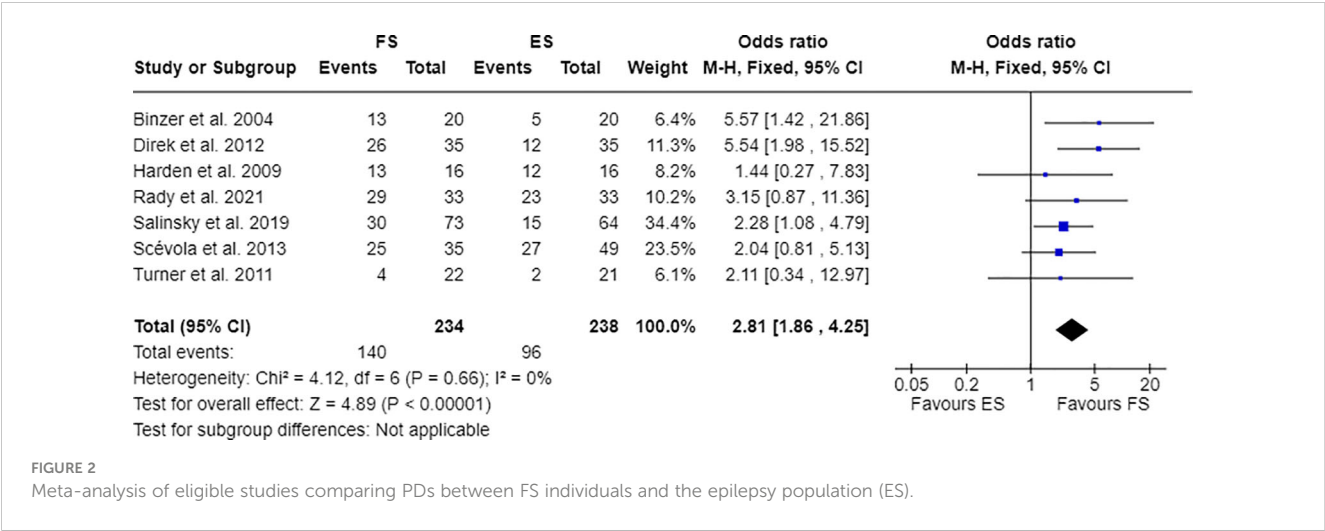 FS ES Odds ratio Odds ratio
Study or Subgroup Events Total Events Total Weight M-H, Fixed, 95% CI M-H, Fixed, 95% CI
Binzer et al. 2004 13 20 5 20 6.4% 5.57 [1.42 , 21.86]
Direk et al. 2012 26 35 12 35 11.3% 5.54 [1.98 , 15.52]
Harden et al. 2009 13 16 12 16 8.2% 1.44 [0.27 , 7.83]
Rady et al. 2021 29 33 23 33 10.2% 3.15 [0.87 , 11.36]
Salinsky et al. 2019 30 73 15 64 34.4% 2.28 [1.08 , 4.79]
Scévola et al. 2013 25 35 27 49 23.5% 2.04 [0.81 , 5.13]
Turner et al. 2011 4 22 2 21 6.1% 2.11 [0.34 , 12.97]
Total (95% CI) 234 238 100.0% 2.81 [1.86 , 4.25]
Total events: 140 96
Heterogeneity: Chi² = 4.12, df = 6 (P = 0.66); I² = 0%
Test for overall effect: Z = 4.89 (P < 0.00001)
Test for subgroup differences: Not applicable
0.05 0.2 1 5 20
Favours ES Favours FS
FIGURE 2
Meta-analysis of eligible studies comparing PDs between FS individuals and the epilepsy population (ES).